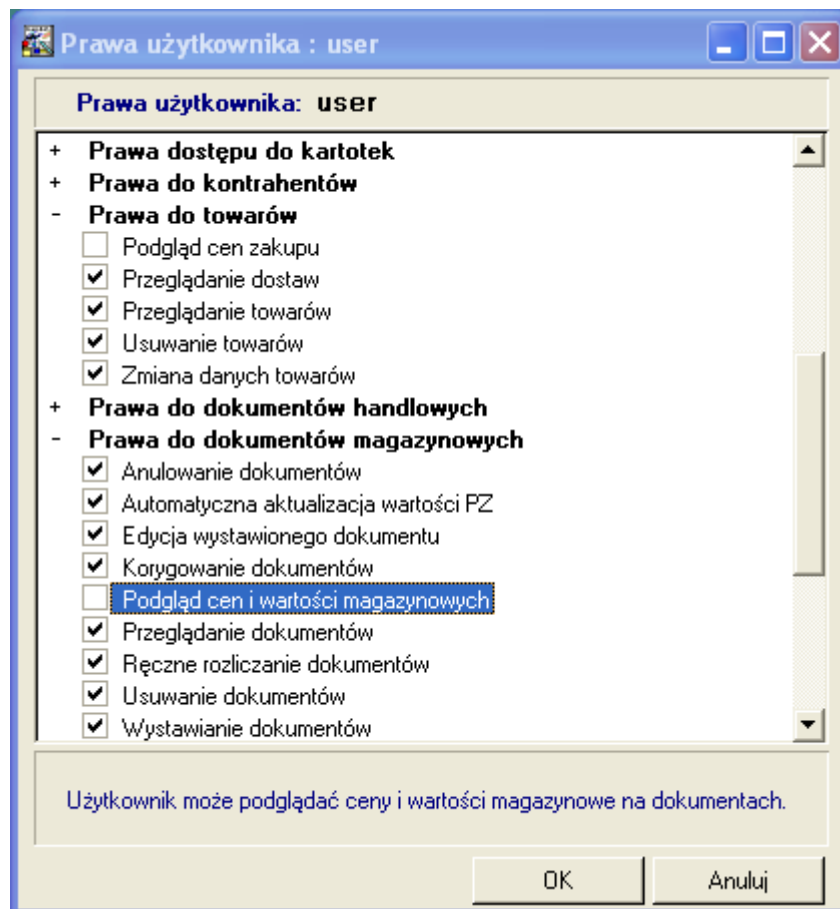 Prawa użytkownika : user
Prawa użytkownika: user
+ Prawa dostępu do kartotek
+ Prawa do kontrahentów
- Prawa do towarów
Podgląd cen zakupu
Przeglądanie dostaw
Przeglądanie towarów
Usuwanie towarów
Zmiana danych towarów
+ Prawa do dokumentów handlowych
- Prawa do dokumentów magazynowych
Anulowanie dokumentów
Automatyczna aktualizacja wartości PZ
Edycja wystawionego dokumentu
Korygowanie dokumentów
Podgląd cen i wartości magazynowych
Przeglądanie dokumentów
Ręczne rozliczanie dokumentów
Usuwanie dokumentów
Wystawianie dokumentów
Użytkownik może podglądać ceny i wartości magazynowe na dokumentach.
OK Anuluj